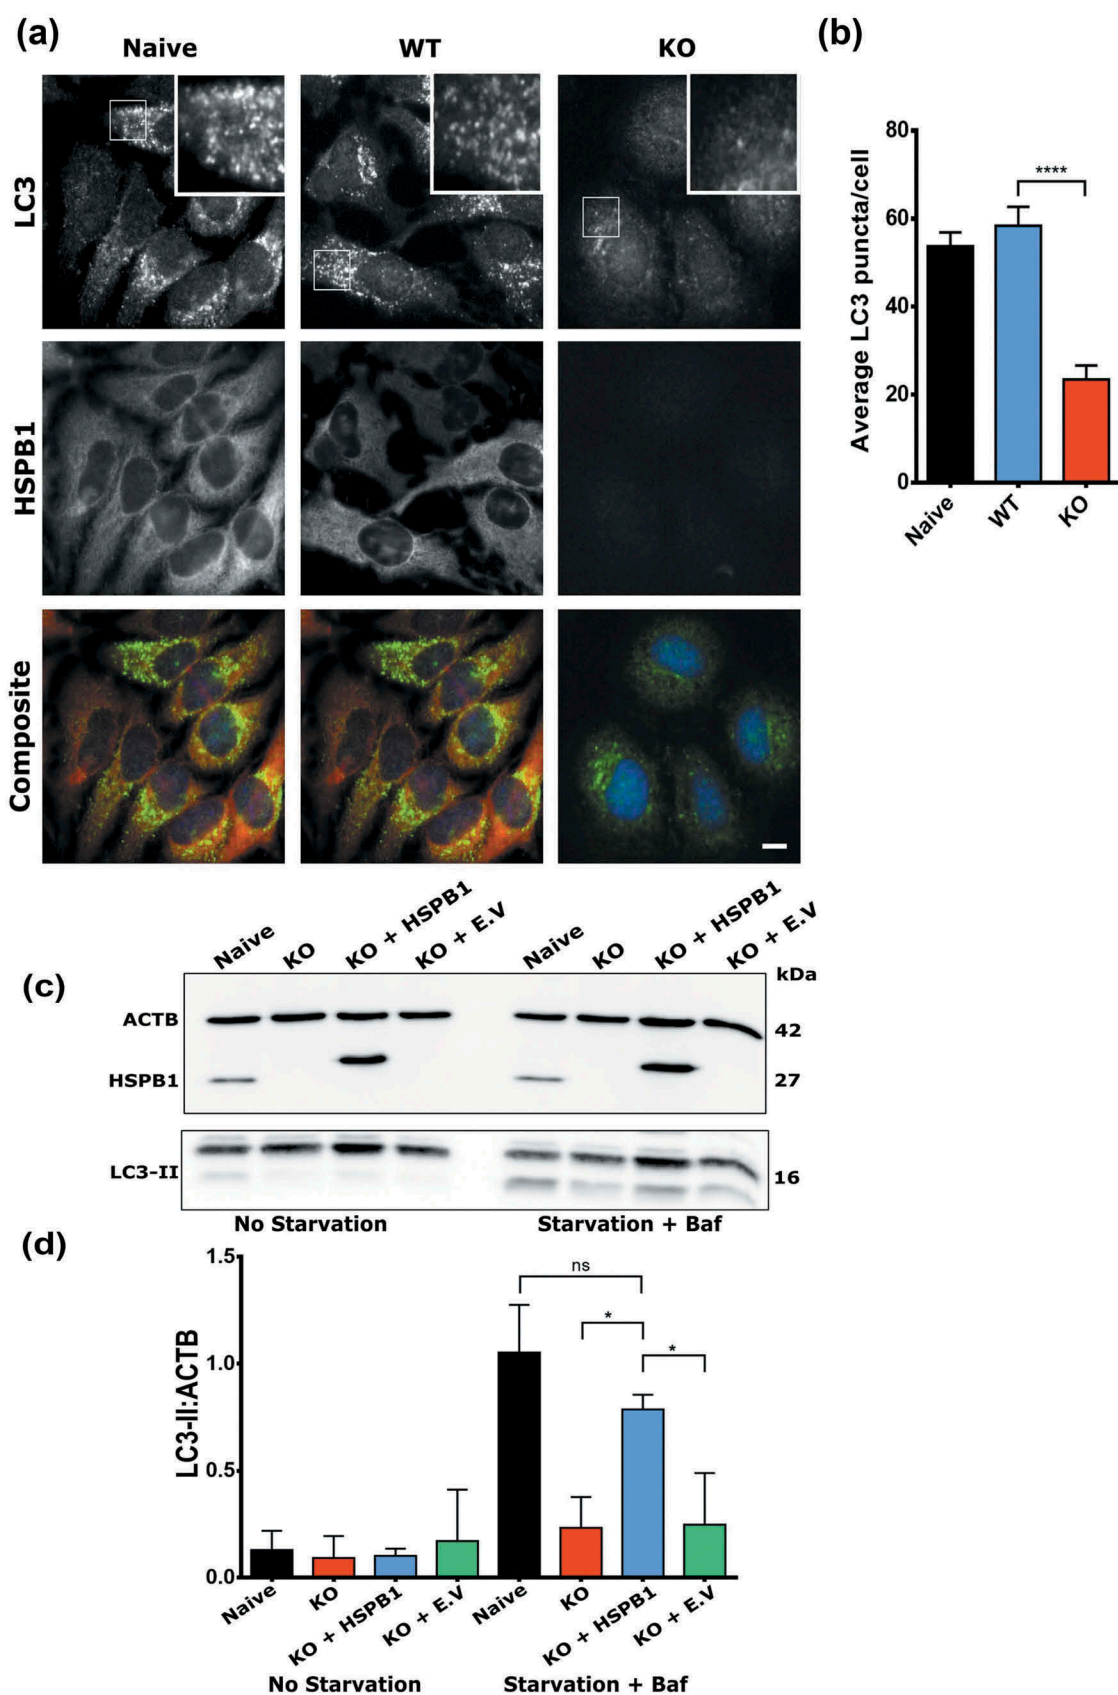 (a)
Naive
WT
KO
LC3
HSPB1
Composite
(b)
80
60
40
20
0
Average LC3 puncta/cell
****
Naive
WT
KO
(c)
Naive
KO
KO + HSPB1
KO + E.V
Naive
KO
KO + HSPB1
KO + E.V
kDa
ACTB
42
HSPB1
27
LC3-II
16
No Starvation
Starvation + Baf
(d)
1.5
1.0
0.5
0.0
LC3-II:ACTB
ns
*
*
Naive
KO
KO + HSPB1
KO + E.V
Naive
KO
KO + HSPB1
KO + E.V
No Starvation
Starvation + Baf